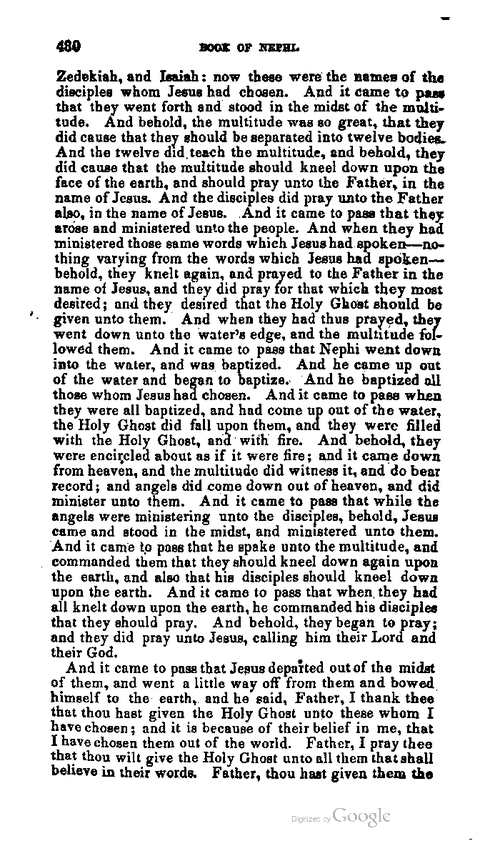 480 BOOK OF NEPHI.
Zedekiah, and Isaiah: now these were the names of the
disciples whom Jesus had chosen. And it came to pass
that they went forth and stood in the midst of the multi-
tude. And behold, the multitude was so great, that they
did cause that they should be separated into twelve bodies.
And the twelve did teach the multitude, and behold, they
did cause that the multitude should kneel down upon the
face of the earth, and should pray unto the Father, in the
name of Jesus. And the disciples did pray unto the Father
also, in the name of Jesus. And it came to pass that they
arose and ministered unto the people. And when they had
ministered those same words which Jesus had spoken—no-
thing varying from the words which Jesus had spoken—
behold, they knelt again, and prayed to the Father in the
name of Jesus, and they did pray for that which they most
desired; and they desired that the Holy Ghost should be
given unto them. And when they had thus prayed, they
went down unto the water's edge, and the multitude fol-
lowed them. And it came to pass that Nephi went down
into the water, and was baptized. And he came up out
of the water and began to baptize. And he baptized all
those whom Jesus had chosen. And it came to pass when
they were all baptized, and had come up out of the water,
the Holy Ghost did fall upon them, and they were filled
with the Holy Ghost, and with fire. And behold, they
were encircled about as if it were fire; and it came down
from heaven, and the multitude did witness it, and do bear
record; and angels did come down out of heaven, and did
minister unto them. And it came to pass that while the
angels were ministering unto the disciples, behold, Jesus
came and stood in the midst, and ministered unto them.
And it came to pass that he spake unto the multitude, and
commanded them that they should kneel down again upon
the earth, and also that his disciples should kneel down
upon the earth. And it came to pass that when they had
all knelt down upon the earth, he commanded his disciples
that they should pray. And behold, they began to pray;
and they did pray unto Jesus, calling him their Lord and
their God.
And it came to pass that Jesus departed out of the midst
of them, and went a little way off from them and bowed
himself to the earth, and he said, Father, I thank thee
that thou hast given the Holy Ghost unto these whom I
have chosen; and it is because of their belief in me, that
I have chosen them out of the world. Father, I pray thee
that thou wilt give the Holy Ghost unto all them that shall
believe in their words. Father, thou hast given them the
Digitized by Google